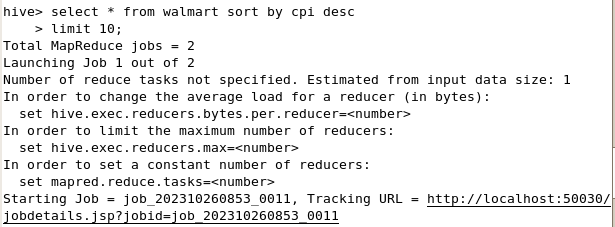 hive> select * from walmart sort by cpi desc
    > limit 10;
Total MapReduce jobs = 2
Launching Job 1 out of 2
Number of reduce tasks not specified. Estimated from input data size: 1
In order to change the average load for a reducer (in bytes):
  set hive.exec.reducers.bytes.per.reducer=<number>
In order to limit the maximum number of reducers:
  set hive.exec.reducers.max=<number>
In order to set a constant number of reducers:
  set mapred.reduce.tasks=<number>
Starting Job = job_202310260853_0011, Tracking URL = http://localhost:50030/
jobdetails.jsp?jobid=job_202310260853_0011